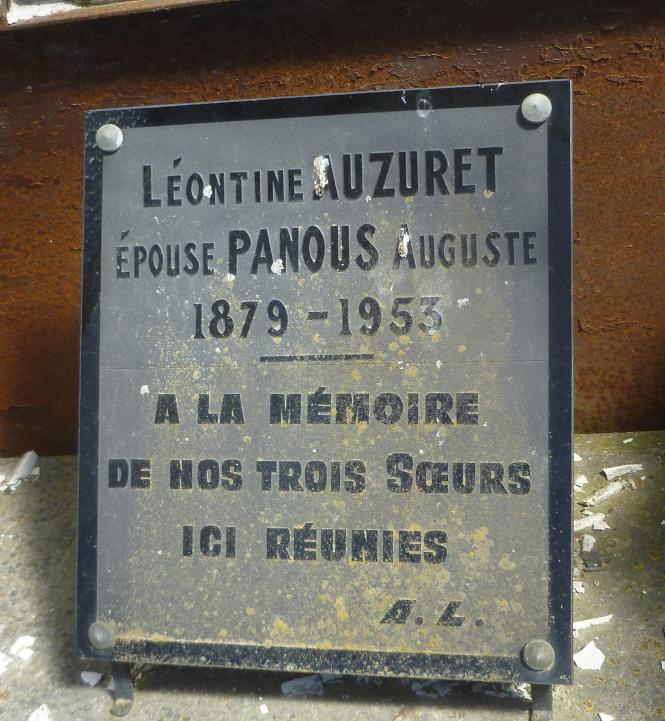 LÉONTINE AUZURET
ÉPOUSE PANOUS AUGUSTE
1879 - 1953
A LA MÉMOIRE
DE NOS TROIS SŒURS
ICI RÉUNIES
A. L.